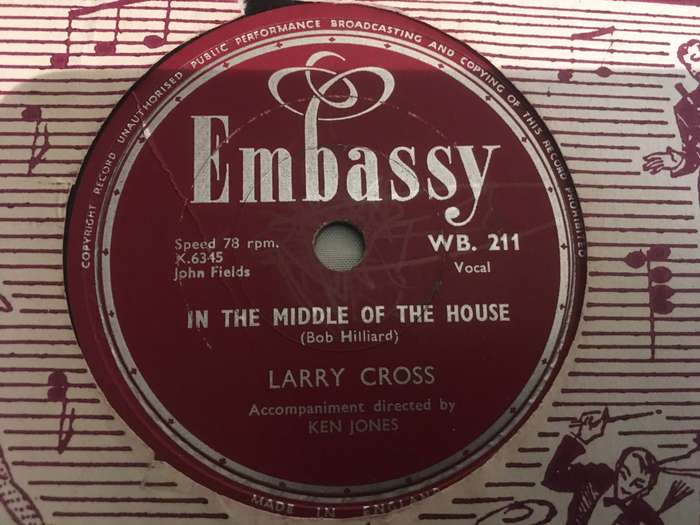 COPYRIGHT RECORD UNAUTHORISED PUBLIC PERFORMANCE BROADCASTING AND COPYING OF THIS RECORD PROHIBITED
Embassy
Speed 78 rpm.
K.6345
John Fields
WB. 211
Vocal
IN THE MIDDLE OF THE HOUSE
(Bob Hilliard)
LARRY CROSS
Accompaniment directed by
KEN JONES
MADE IN ENGLAND